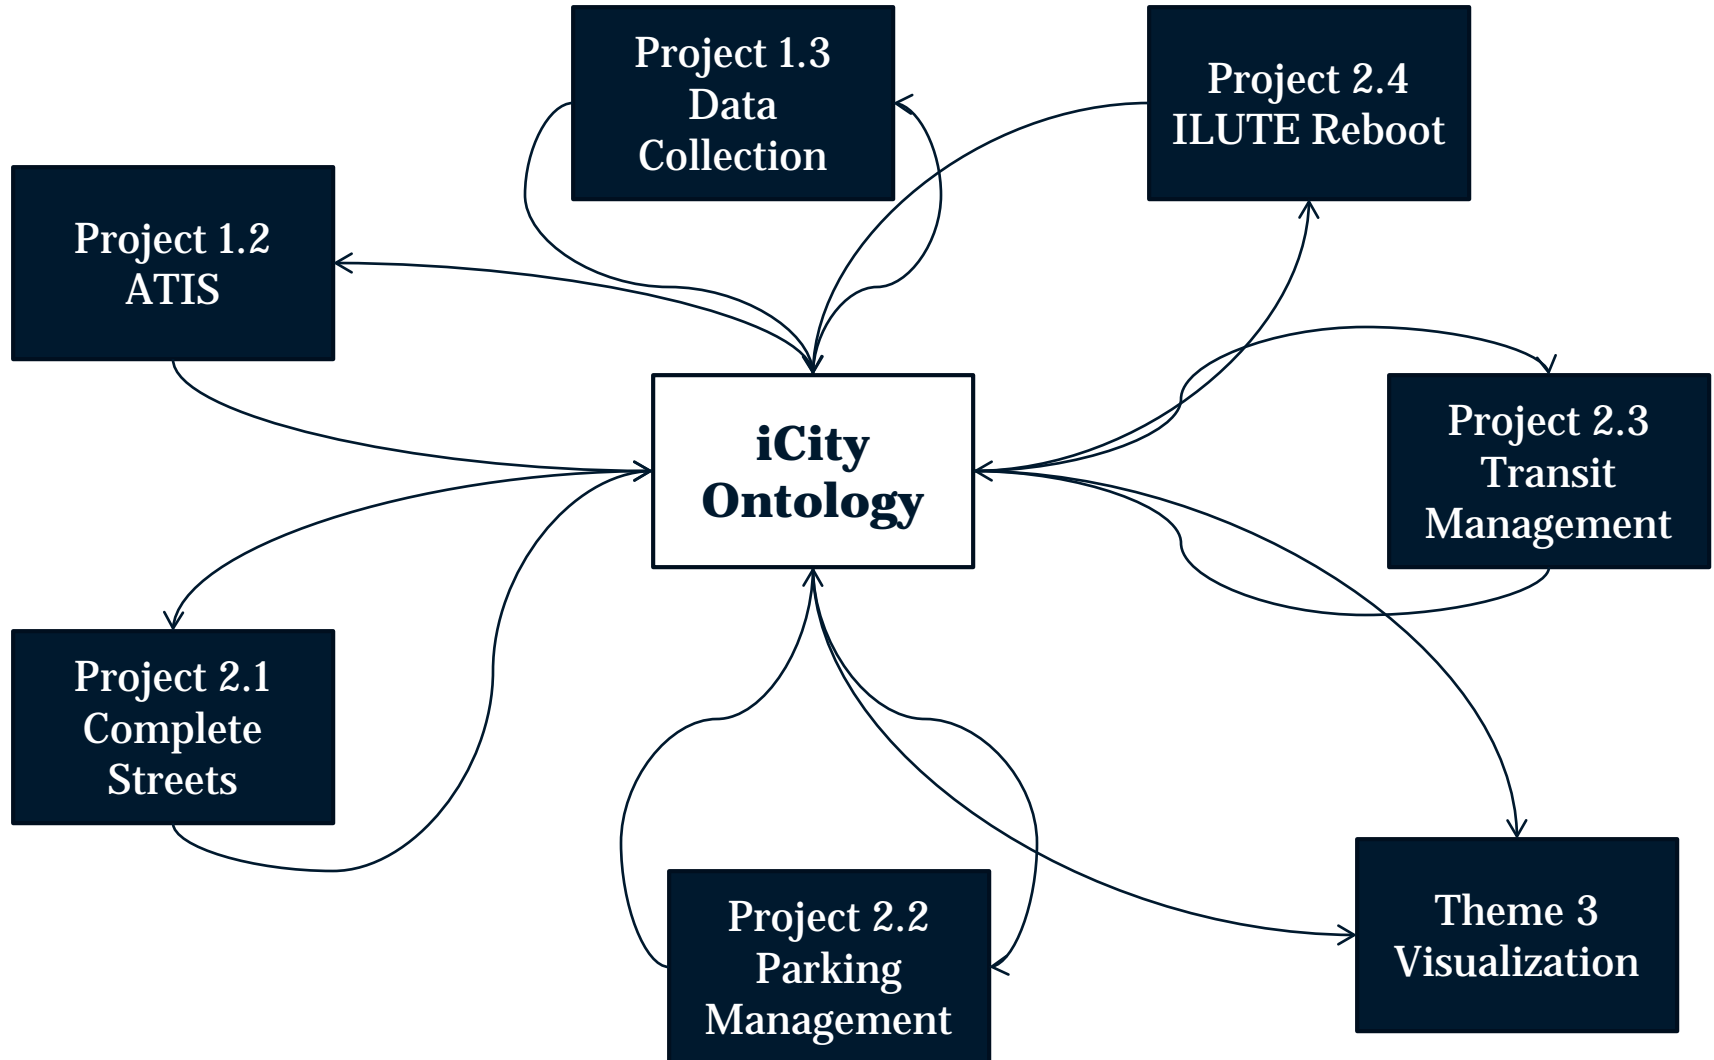 Project 1.3
Data
Collection
Project 2.4
ILUTE Reboot
Project 1.2
ATIS
iCity
Ontology
Project 2.3
Transit
Management
Project 2.1
Complete
Streets
Project 2.2
Parking
Management
Theme 3
Visualization